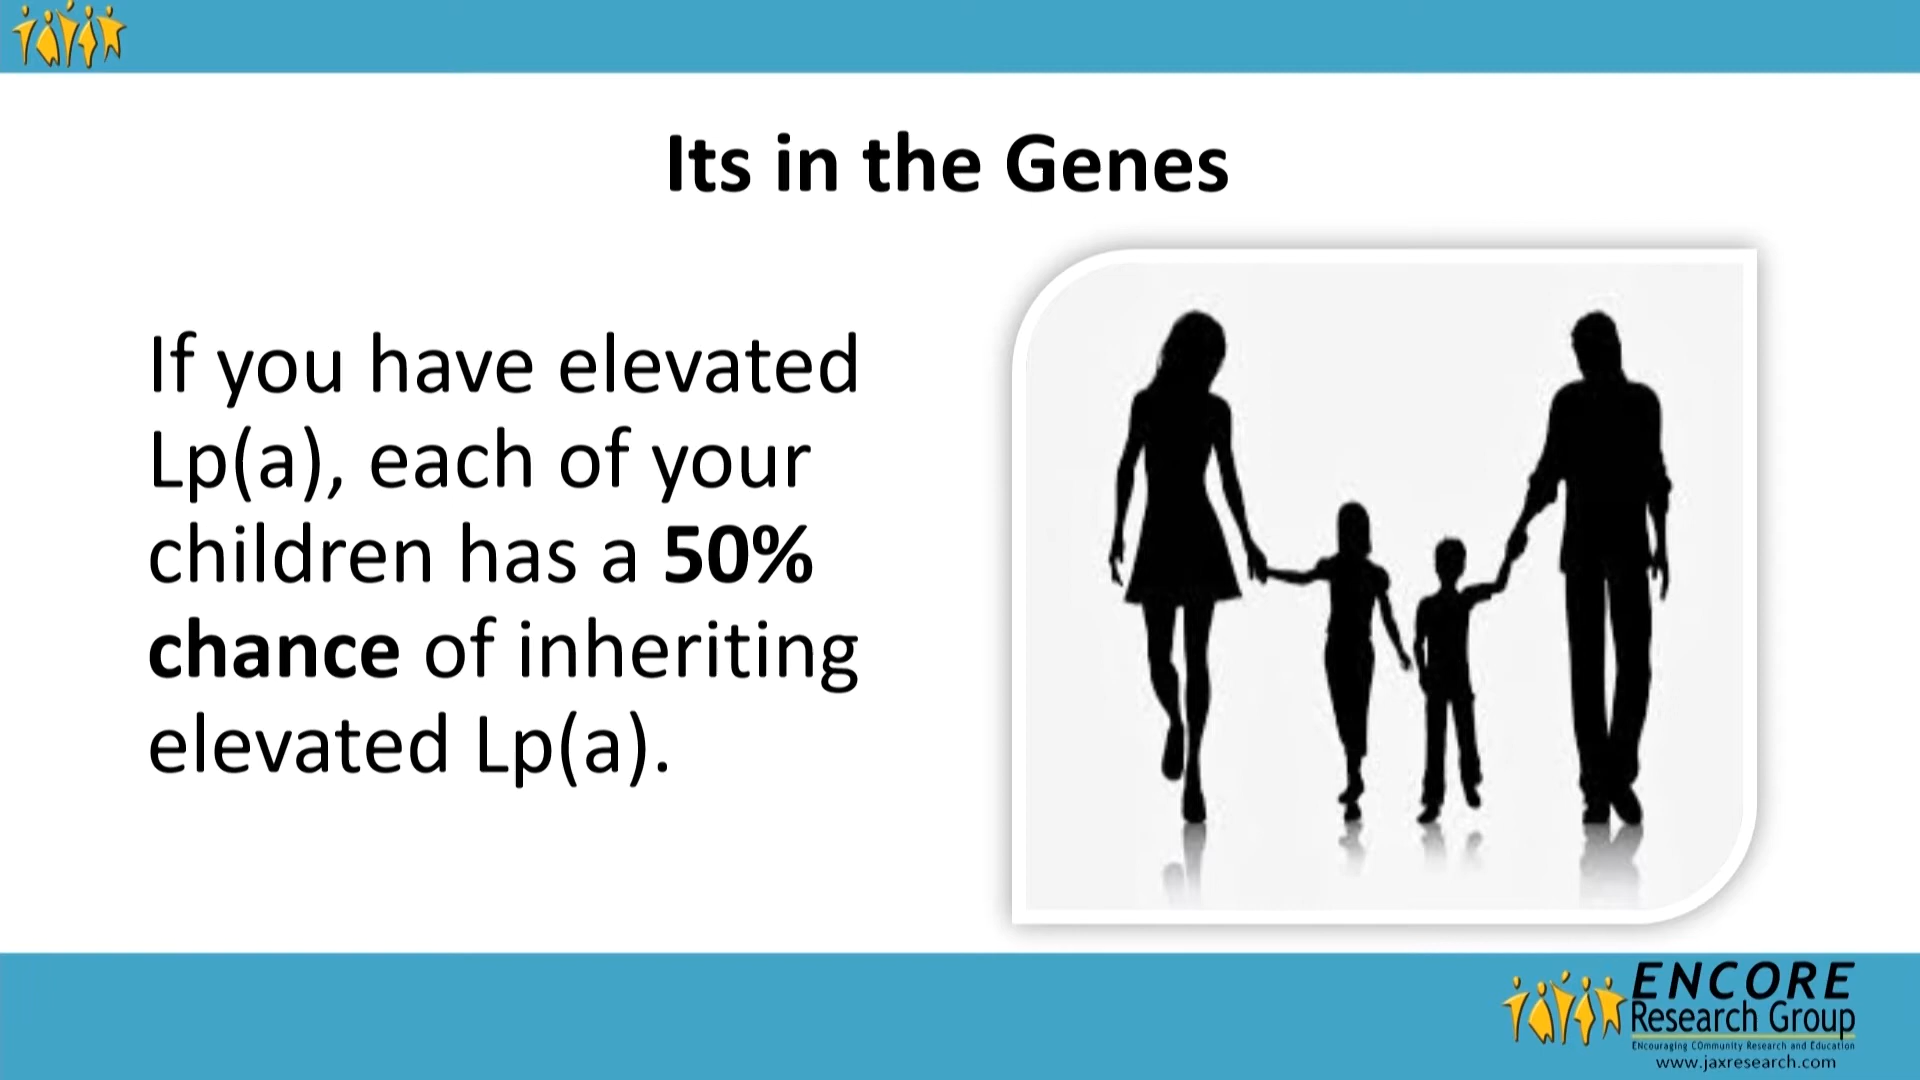 Its in the Genes
If you have elevated
Lp(a), each of your
children has a 50%
chance of inheriting
elevated Lp(a).
ENCORE
Research Group
ENcouraging COmmunity Research and Education
www.jaxresearch.com